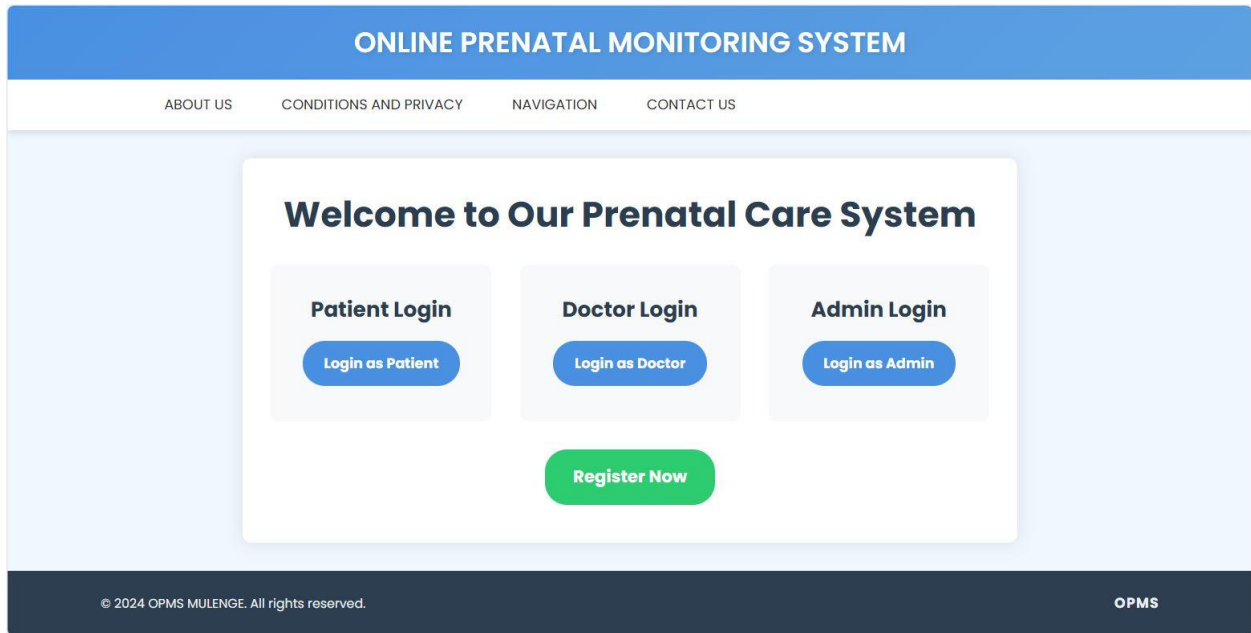 ONLINE PRENATAL MONITORING SYSTEM
ABOUT US CONDITIONS AND PRIVACY NAVIGATION CONTACT US
Welcome to Our Prenatal Care System
Patient Login Doctor Login Admin Login
Login as Patient Login as Doctor Login as Admin
Register Now
© 2024 OPMS MULENGE. All rights reserved. OPMS